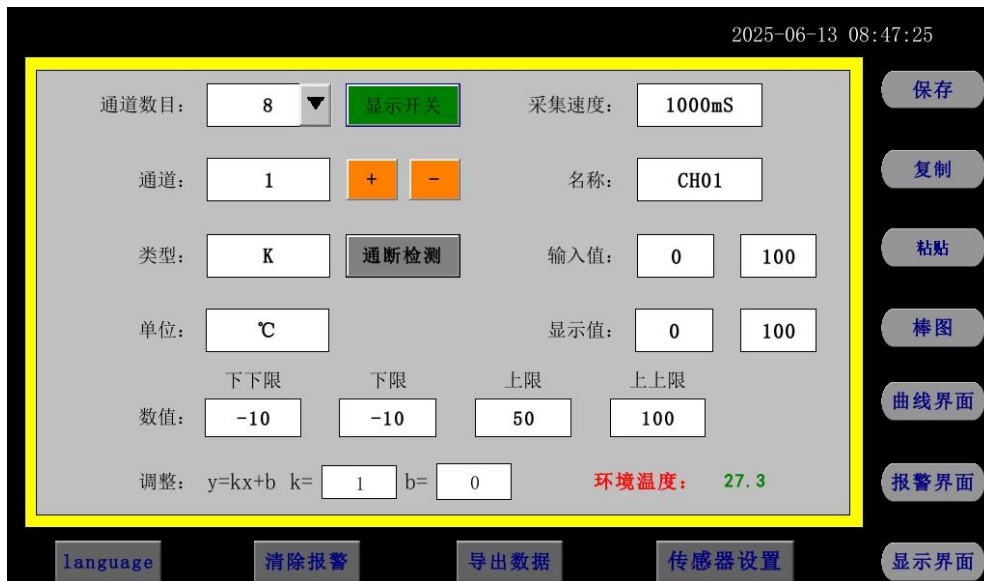 2025-06-13 08:47:25
通道数目: 8 ▼ 显示开关 采集速度: 1000mS 保存
通道: 1 + - 名称: CH01 复制
类型: K 通断检测 输入值: 0 100 粘贴
单位: ℃ 显示值: 0 100 棒图
下下限 下限 上限 上上限
数值: -10 -10 50 100 曲线界面
调整: y=kx+b k= 1 b= 0 环境温度: 27.3 报警界面
language 清除报警 导出数据 传感器设置 显示界面